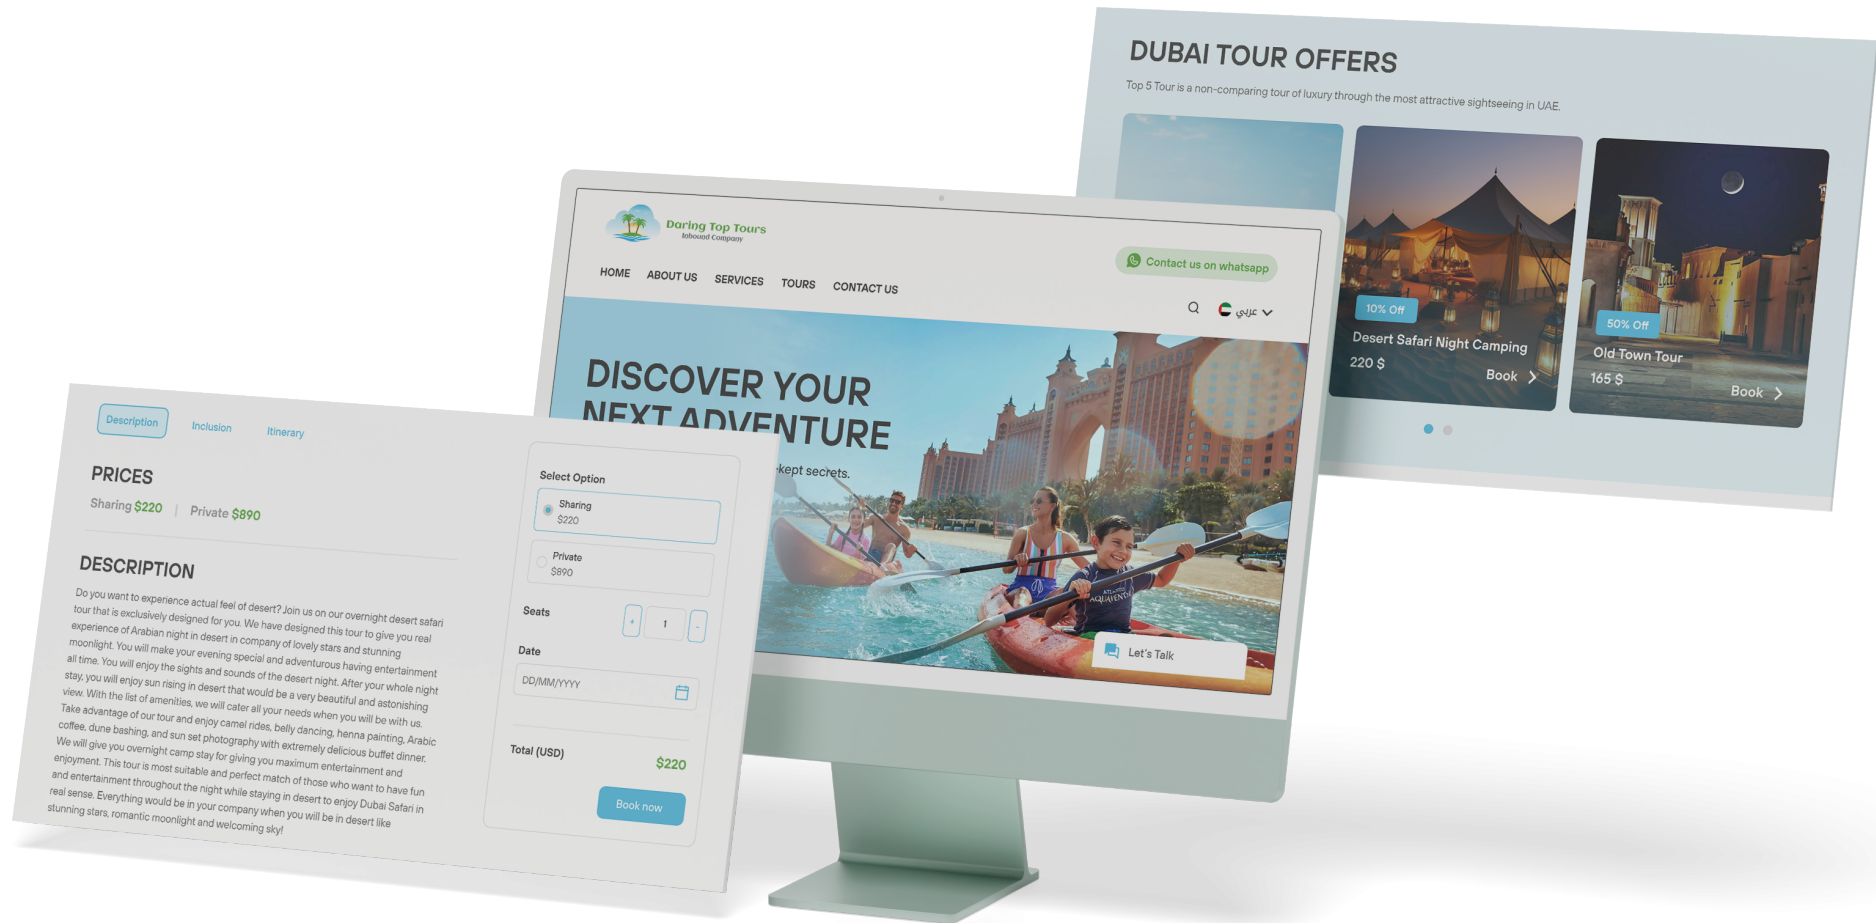 DUBAI TOUR OFFERS
Top 5 Tour is a non-comparing tour of luxury through the most attractive sightseeing in UAE.
10% Off
Desert Safari Night Camping
220 $
Book
50% Off
Old Town Tour
165 $
Book
Daring Top Tours
Inbound Company
Contact us on whatsapp
HOME ABOUT US SERVICES TOURS CONTACT US
عربي
DISCOVER YOUR
NEXT ADVENTURE
-kept secrets.
ATLANTIS
AQUAVENTURE
Let's Talk
Description Inclusion Itinerary
PRICES
Sharing $220 | Private $890
DESCRIPTION
Do you want to experience actual feel of desert? Join us on our overnight desert safari
tour that is exclusively designed for you. We have designed this tour to give you real
experience of Arabian night in desert in company of lovely stars and stunning
moonlight. You will make your evening special and adventurous having entertainment
all time. You will enjoy the sights and sounds of the desert night. After your whole night
stay, you will enjoy sun rising in desert that would be a very beautiful and astonishing
view. With the list of amenities, we will cater all your needs when you will be with us.
Take advantage of our tour and enjoy camel rides, belly dancing, henna painting, Arabic
coffee, dune bashing, and sun set photography with extremely delicious buffet dinner.
We will give you overnight camp stay for giving you maximum entertainment and
enjoyment. This tour is most suitable and perfect match of those who want to have fun
and entertainment throughout the night while staying in desert to enjoy Dubai Safari in
real sense. Everything would be in your company when you will be in desert like
stunning stars, romantic moonlight and welcoming sky!
Select Option
Sharing
$220
Private
$890
Seats + 1 -
Date
DD/MM/YYYY
Total (USD) $220
Book now